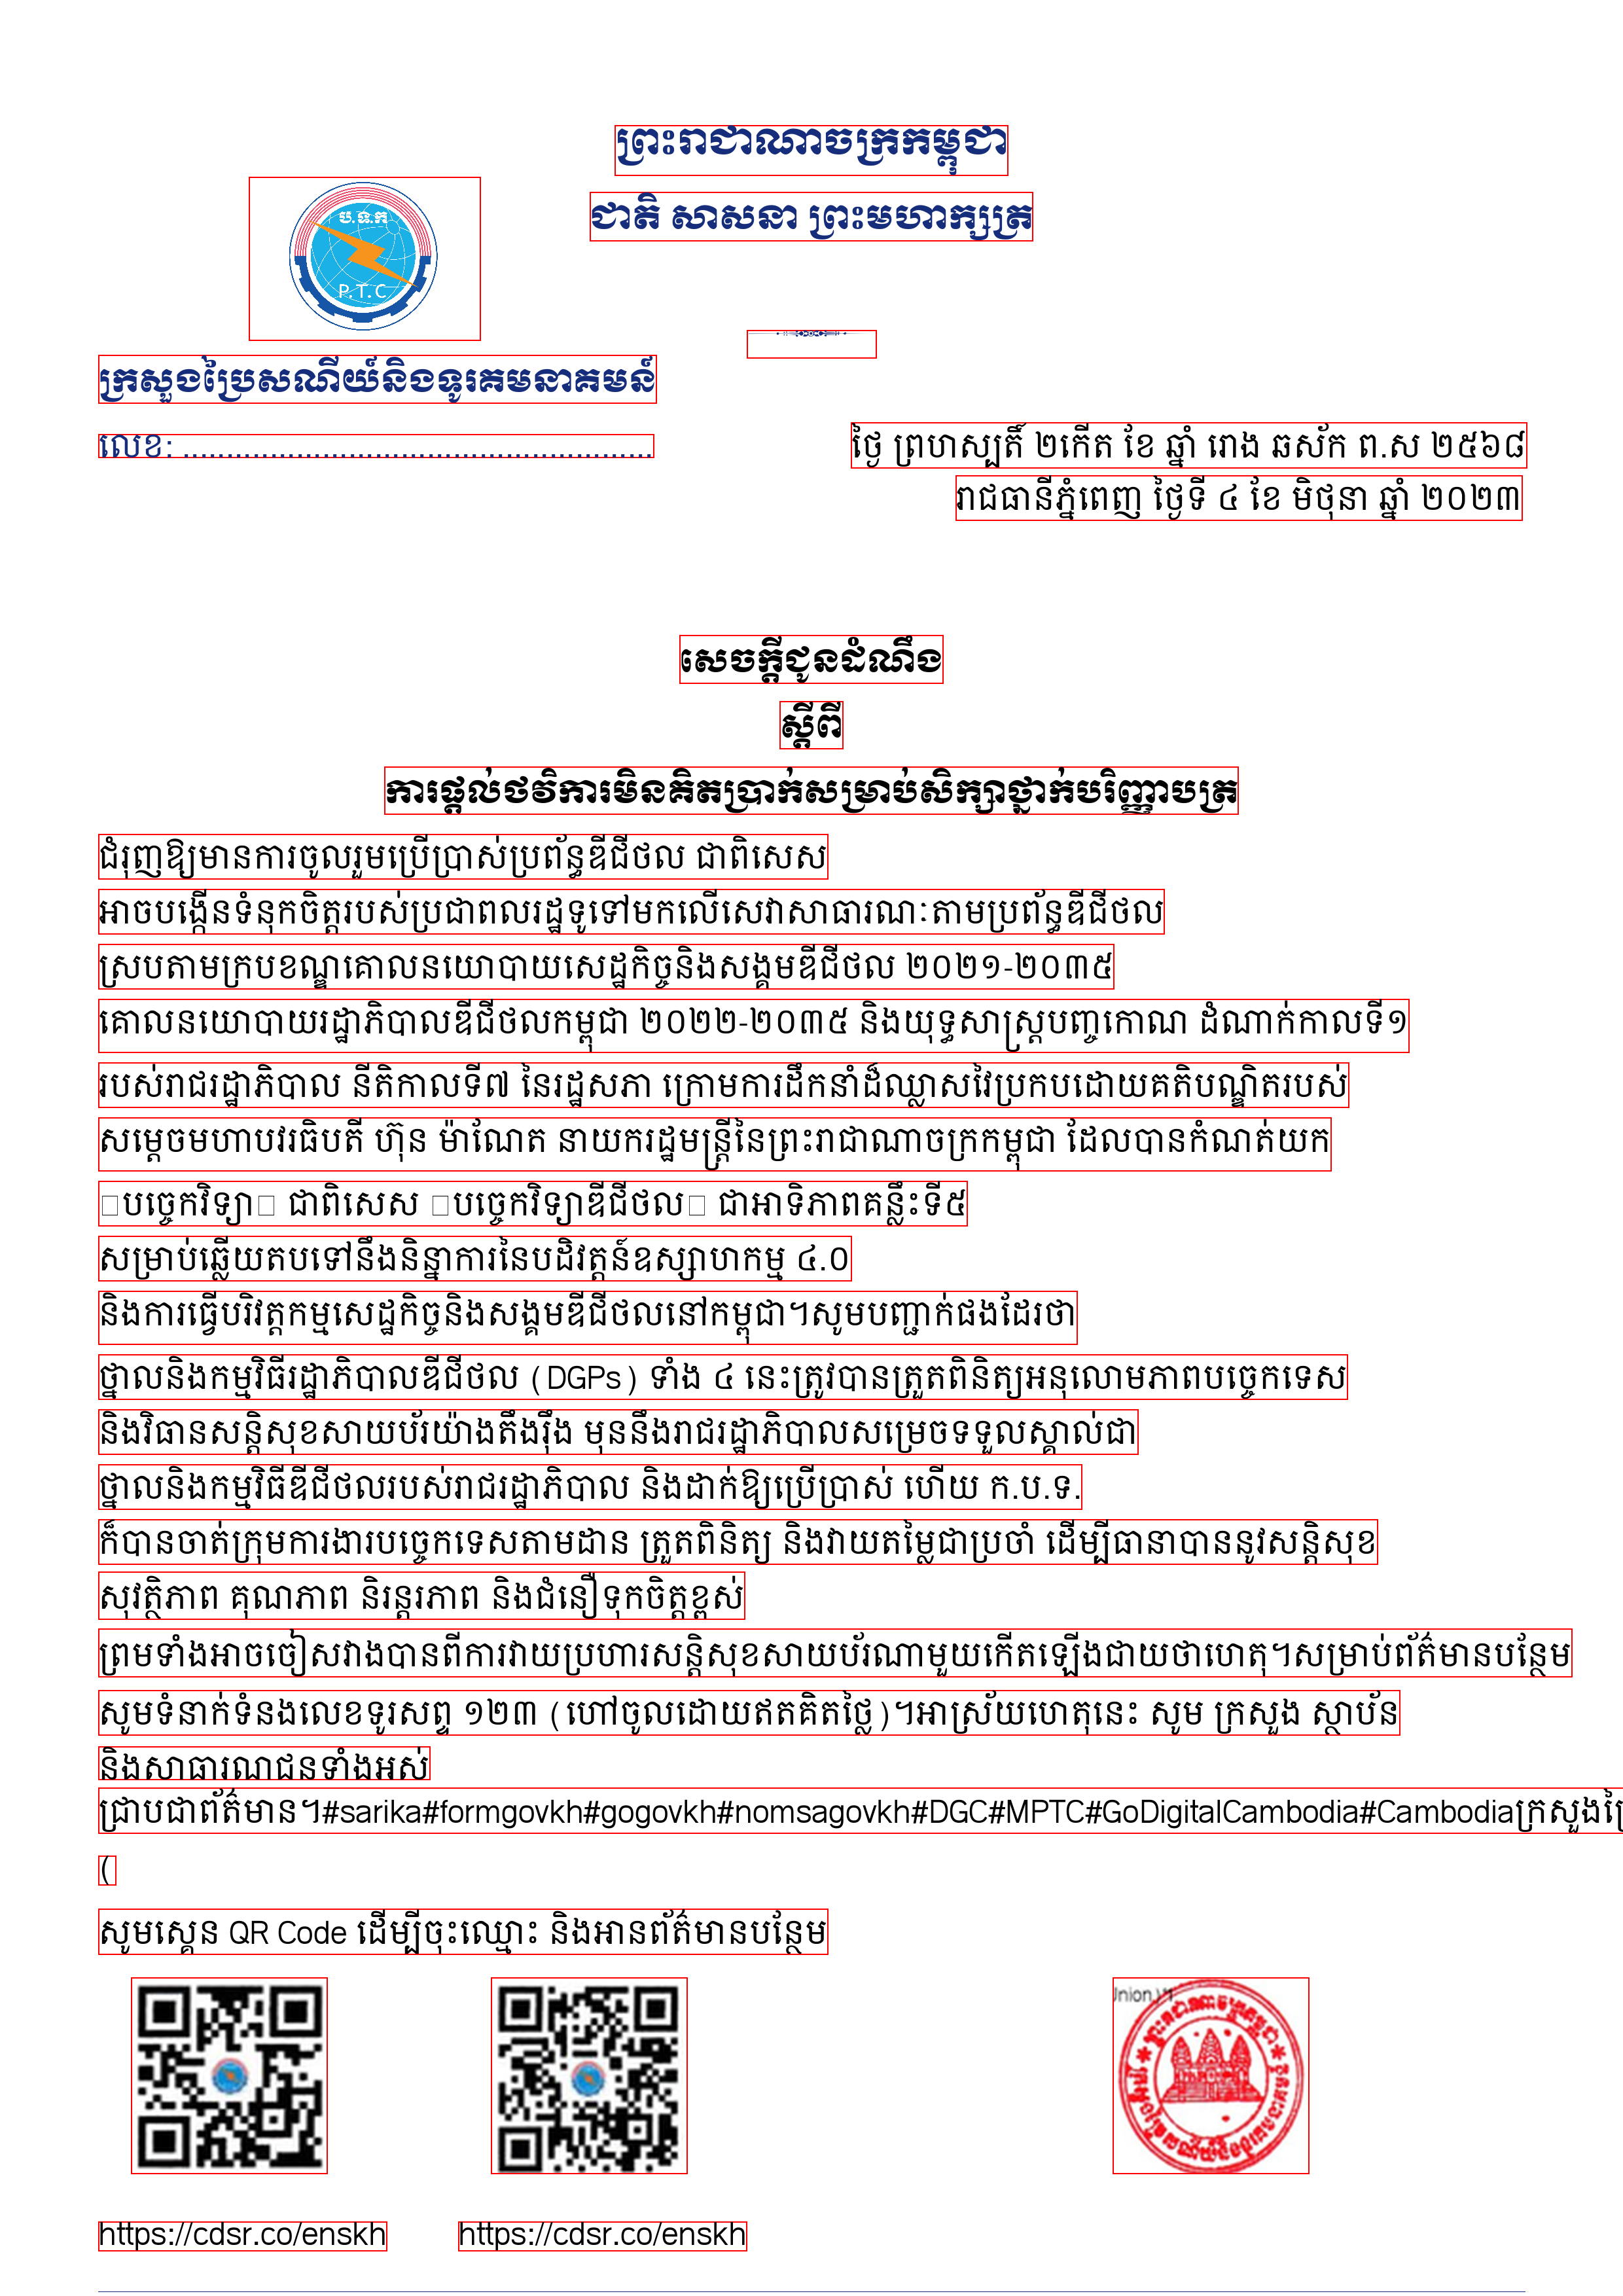 ព្រះរាជាណាចក្រកម្ពុជា
ជាតិ សាសនា ព្រះមហាក្សត្រ
ប.ទ.ក
P.T.C
ក្រសួងប្រៃសណីយ៍និងទូរគមនាគមន៍
លេខ: ......................................................
ថ្ងៃ ព្រហស្បតិ៍ ២កើត ខែ ឆ្នាំ រោង ឆស័ក ព.ស ២៥៦៨
រាជធានីភ្នំពេញ ថ្ងៃទី ៤ ខែ មិថុនា ឆ្នាំ ២០២៣
សេចក្តីជូនដំណឹង
ស្តីពី
ការផ្តល់ថវិការមិនគិតប្រាក់សម្រាប់សិក្សាថ្នាក់បរិញ្ញាបត្រ
ជំរុញឱ្យមានការចូលរួមប្រើប្រាស់ប្រព័ន្ធឌីជីថល ជាពិសេស
អាចបង្កើនទំនុកចិត្តរបស់ប្រជាពលរដ្ឋទូទៅមកលើសេវាសាធារណៈតាមប្រព័ន្ធឌីជីថល
ស្របតាមក្របខណ្ឌគោលនយោបាយសេដ្ឋកិច្ចនិងសង្គមឌីជីថល ២០២១-២០៣៥
គោលនយោបាយរដ្ឋាភិបាលឌីជីថលកម្ពុជា ២០២២-២០៣៥ និងយុទ្ធសាស្ត្របញ្ចកោណ ដំណាក់កាលទី១
របស់រាជរដ្ឋាភិបាល នីតិកាលទី៧ នៃរដ្ឋសភា ក្រោមការដឹកនាំដ៏ឈ្លាសវៃប្រកបដោយគតិបណ្ឌិតរបស់
សម្តេចមហាបវរធិបតី ហ៊ុន ម៉ាណែត នាយករដ្ឋមន្ត្រីនៃព្រះរាជាណាចក្រកម្ពុជា ដែលបានកំណត់យក
បច្ចេកវិទ្យា ជាពិសេស បច្ចេកវិទ្យាឌីជីថល ជាអាទិភាពគន្លឹះទី៥
សម្រាប់ឆ្លើយតបទៅនឹងនិន្នាការនៃបដិវត្តន៍ឧស្សាហកម្ម ៤.០
និងការធ្វើបរិវត្តកម្មសេដ្ឋកិច្ចនិងសង្គមឌីជីថលនៅកម្ពុជា។សូមបញ្ជាក់ផងដែរថា
ថ្នាលនិងកម្មវិធីរដ្ឋាភិបាលឌីជីថល (DGPs) ទាំង ៤ នេះត្រូវបានត្រួតពិនិត្យអនុលោមភាពបច្ចេកទេស
និងវិធានសន្តិសុខសាយប័រយ៉ាងតឹងរ៉ឹង មុននឹងរាជរដ្ឋាភិបាលសម្រេចទទួលស្គាល់ជា
ថ្នាលនិងកម្មវិធីឌីជីថលរបស់រាជរដ្ឋាភិបាល និងដាក់ឱ្យប្រើប្រាស់ ហើយ ក.ប.ទ.
ក៏បានចាត់ក្រុមការងារបច្ចេកទេសតាមដាន ត្រួតពិនិត្យ និងវាយតម្លៃជាប្រចាំ ដើម្បីធានាបាននូវសន្តិសុខ
សុវត្ថិភាព គុណភាព និរន្តរភាព និងជំនឿទុកចិត្តខ្ពស់
ព្រមទាំងអាចចៀសវាងបានពីការវាយប្រហារសន្តិសុខសាយប័រណាមួយកើតឡើងជាយថាហេតុ។សម្រាប់ព័ត៌មានបន្ថែម
សូមទំនាក់ទំនងលេខទូរសព្ទ ១២៣ (ហៅចូលដោយឥតគិតថ្លៃ)។អាស្រ័យហេតុនេះ សូម ក្រសួង ស្ថាប័ន
និងសាធារណជនទាំងអស់
ជ្រាបជាព័ត៌មាន។#sarika#formgovkh#gogovkh#nomsagovkh#DGC#MPTC#GoDigitalCambodia#Cambodiaក្រសួងប្រៃ
(
សូមស្កេន QR Code ដើម្បីចុះឈ្មោះ និងអានព័ត៌មានបន្ថែម
Union)។
ព្រះរាជាណាចក្រកម្ពុជា
ក្រសួងប្រៃសណីយ៍និងទូរគមនាគមន៍
https://cdsr.co/enskh https://cdsr.co/enskh